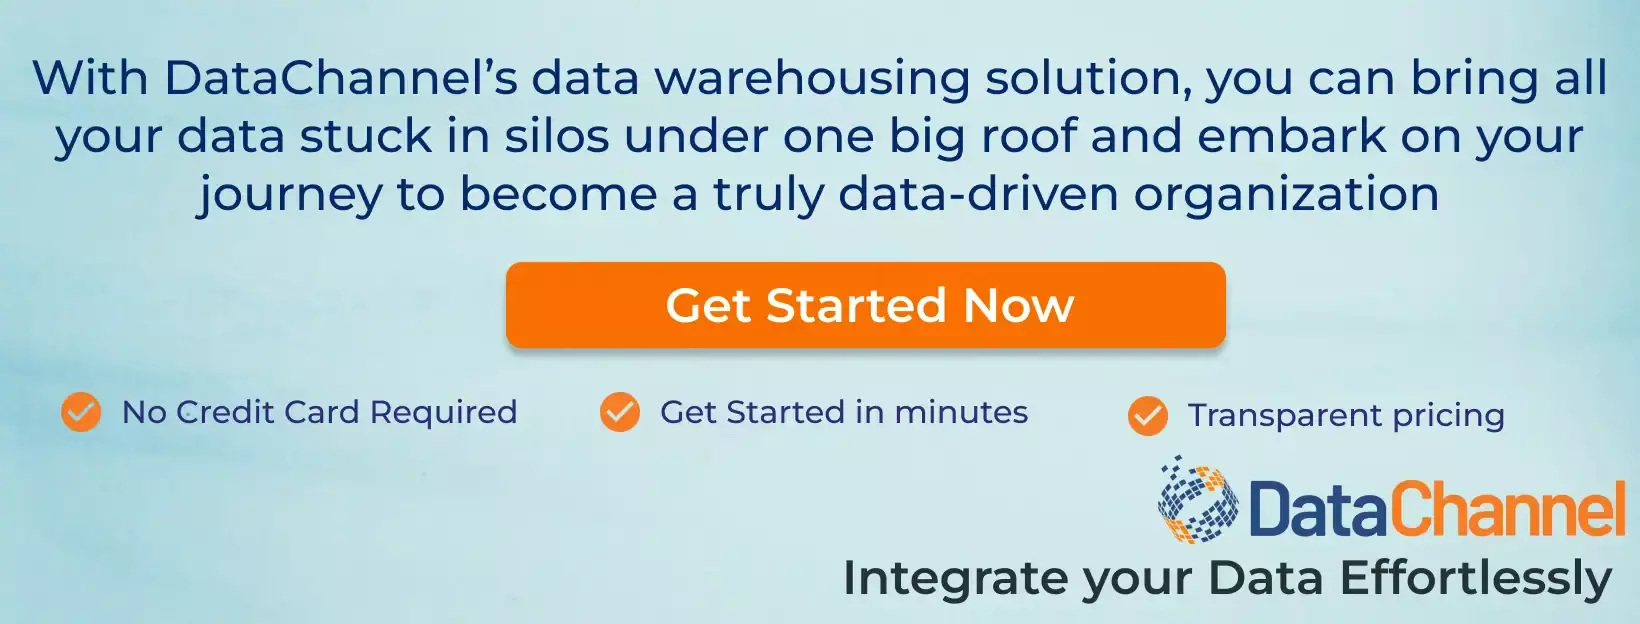 With DataChannel’s data warehousing solution, you can bring all
your data stuck in silos under one big roof and embark on your
journey to become a truly data-driven organization
Get Started Now
No Credit Card Required
Get Started in minutes
Transparent pricing
DataChannel
Integrate your Data Effortlessly